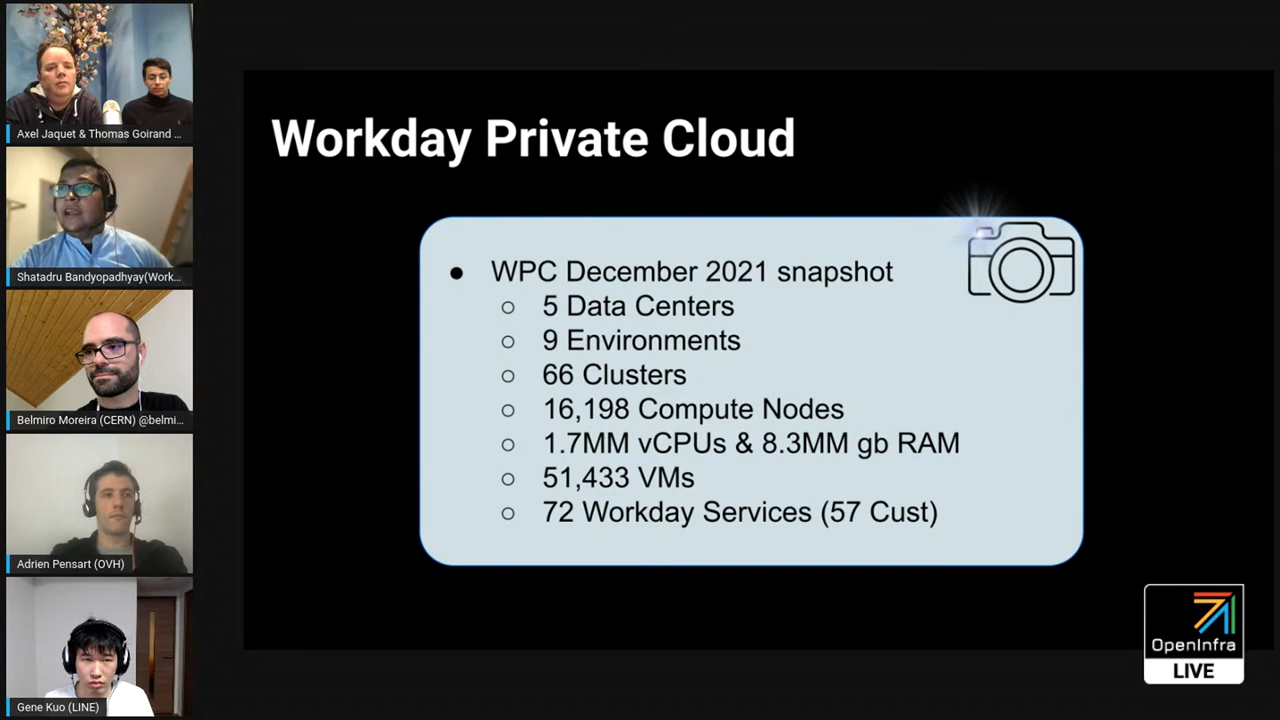 Axel Jaquet & Thomas Goirand ...
Shatadru Bandyopadhyay(Work...
Belmiro Moreira (CERN) @belmi...
Adrien Pensart (OVH)
Gene Kuo (LINE)
Workday Private Cloud
● WPC December 2021 snapshot
○ 5 Data Centers
○ 9 Environments
○ 66 Clusters
○ 16,198 Compute Nodes
○ 1.7MM vCPUs & 8.3MM gb RAM
○ 51,433 VMs
○ 72 Workday Services (57 Cust)
OpenInfra
LIVE